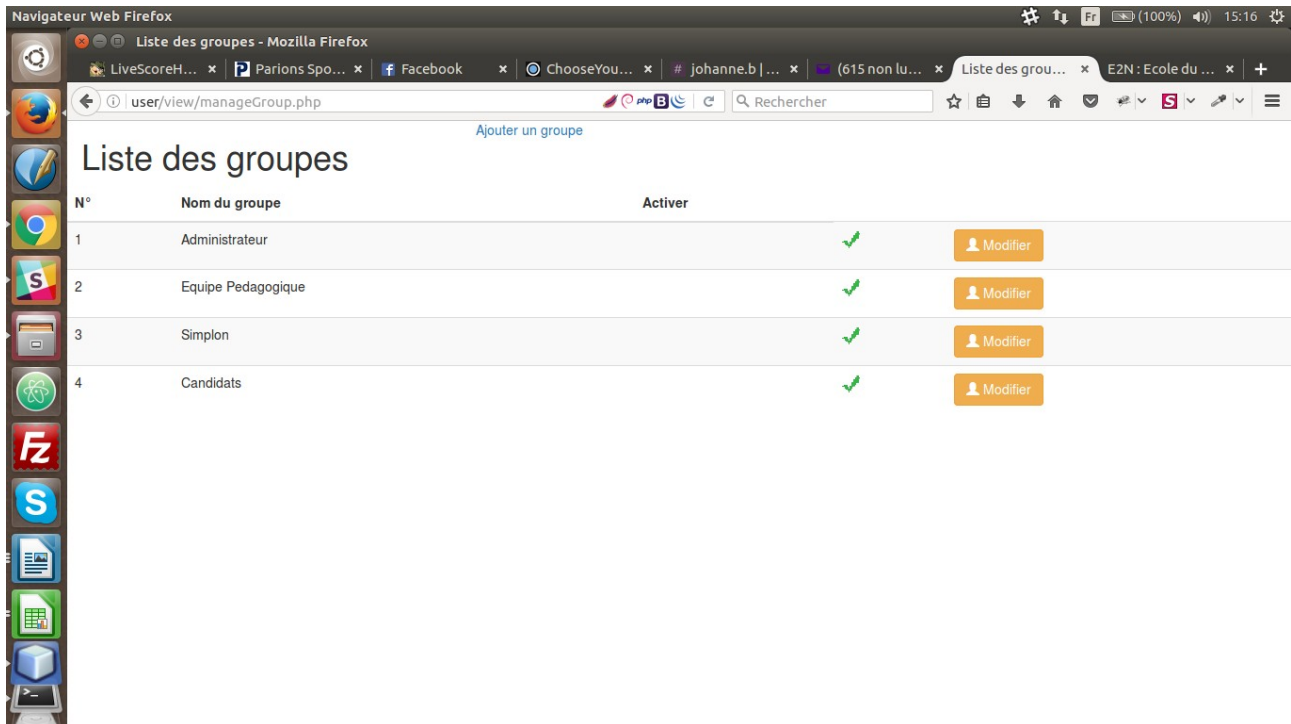 Navigateur Web Firefox
Fr (100%) 15:16
Liste des groupes - Mozilla Firefox
LiveScoreH... × Parions Spo... × Facebook × ChooseYou... × # johanne.b | ... × (615 non lu... × Liste des grou... × E2N : Ecole du ... × +
user/view/manageGroup.php php B Rechercher S
Ajouter un groupe
Liste des groupes
N° Nom du groupe Activer
1 Administrateur Modifier
2 Equipe Pedagogique Modifier
3 Simplon Modifier
4 Candidats Modifier
S
Fz
S
>_